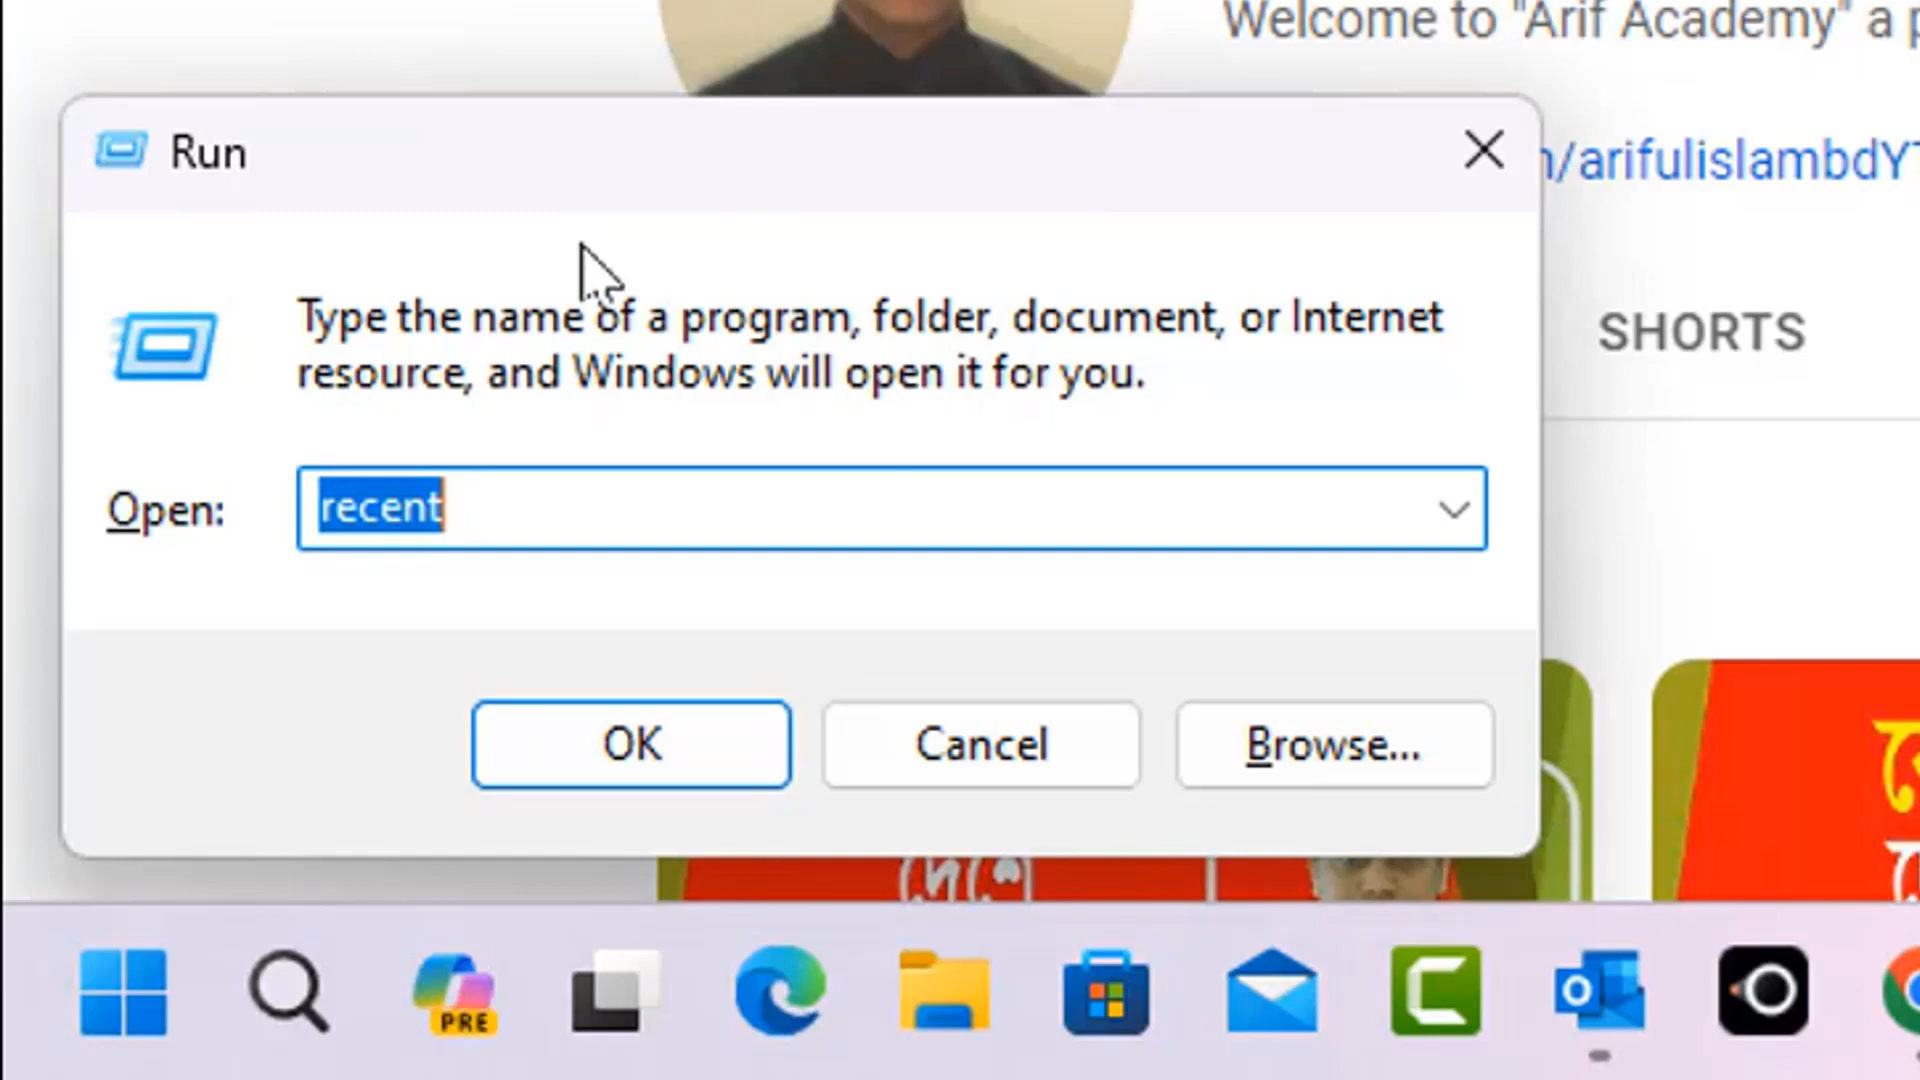 Welcome to "Arif Academy" a
Run
/arifulislambdY
Type the name of a program, folder, document, or Internet
resource, and Windows will open it for you.
SHORTS
Open:
recent
OK
Cancel
Browse...
PRE